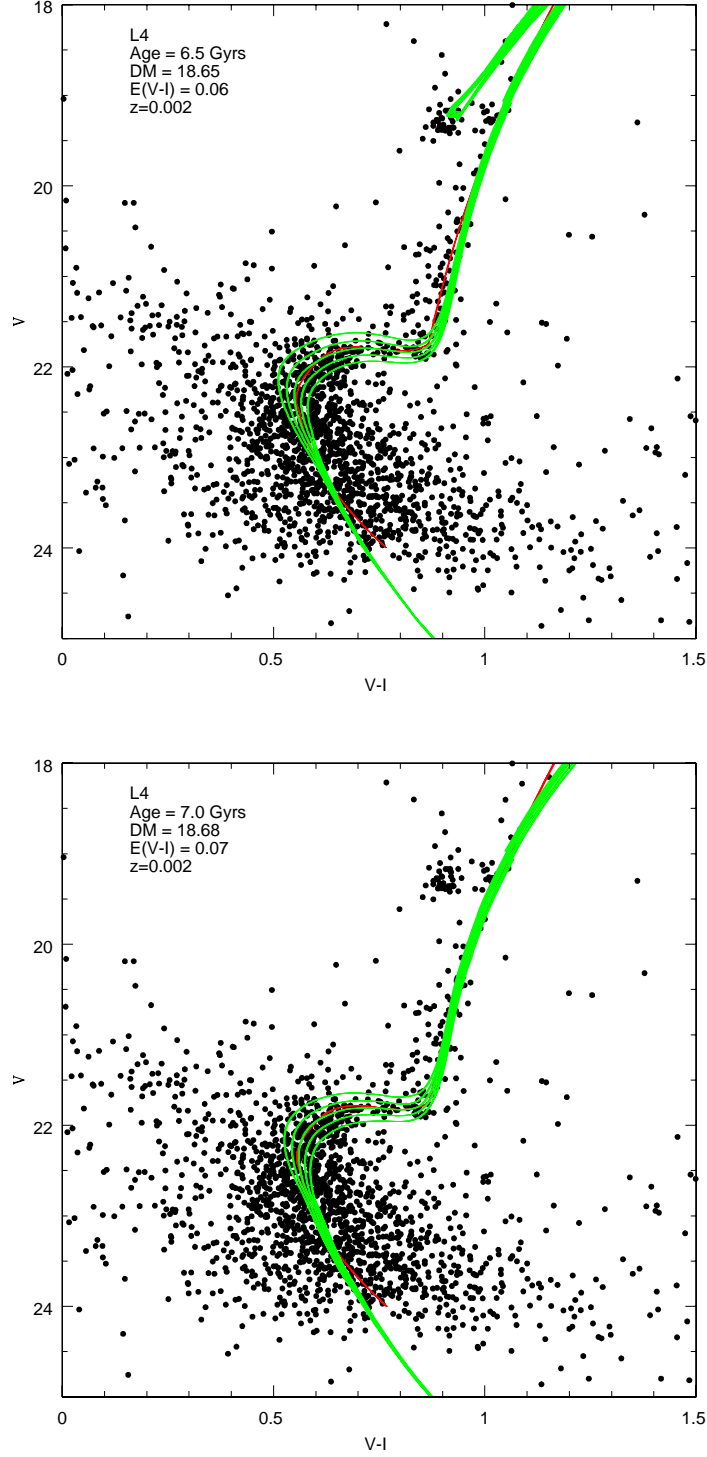 18
20
22
24
V
L4
Age = 6.5 Gyrs
DM = 18.65
E(V-I) = 0.06
z=0.002
0 0.5 1 1.5
V-I
18
20
22
24
V
L4
Age = 7.0 Gyrs
DM = 18.68
E(V-I) = 0.07
z=0.002
0 0.5 1 1.5
V-I